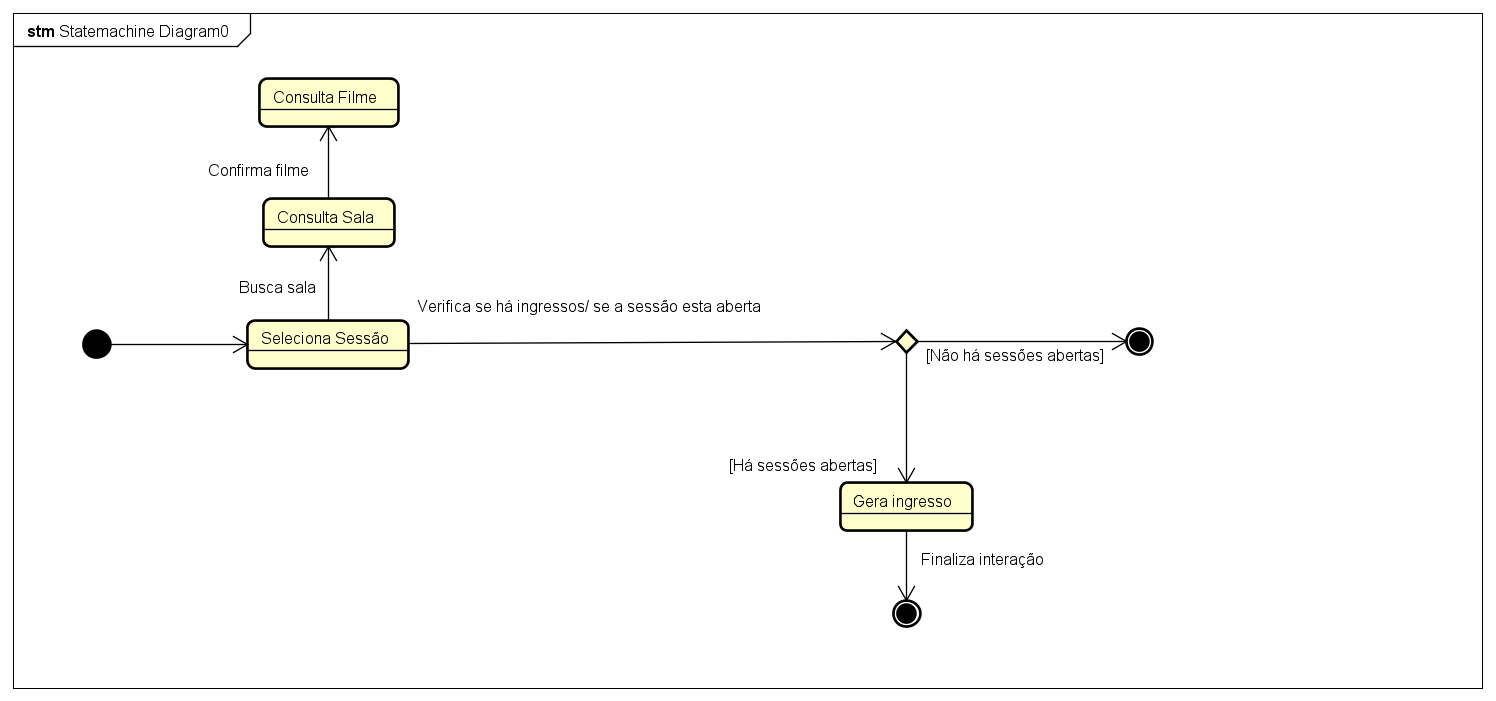 stm Statemachine Diagram0
Consulta Filme
Confirma filme
Consulta Sala
Busca sala
Verifica se há ingressos/ se a sessão esta aberta
Seleciona Sessão
[Não há sessões abertas]
[Há sessões abertas]
Gera ingresso
Finaliza interação